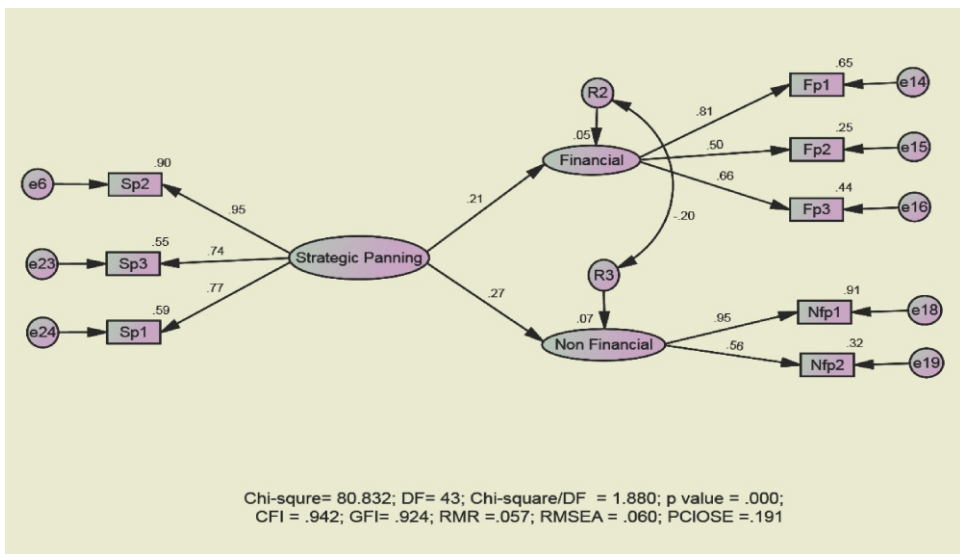 R2
.65
Fp1
e14
.81
.05
Financial
.50
.25
Fp2
e15
.66
.44
Fp3
e16
.90
e6
Sp2
.95
.21
-.20
.55
e23
Sp3
.74
Strategic Panning
R3
.77
.59
e24
Sp1
.27
.07
Non Financial
.95
.91
Nfp1
e18
.56
.32
Nfp2
e19
Chi-squre= 80.832; DF= 43; Chi-square/DF = 1.880; p value = .000;
CFI = .942; GFI= .924; RMR =.057; RMSEA = .060; PClOSE =.191